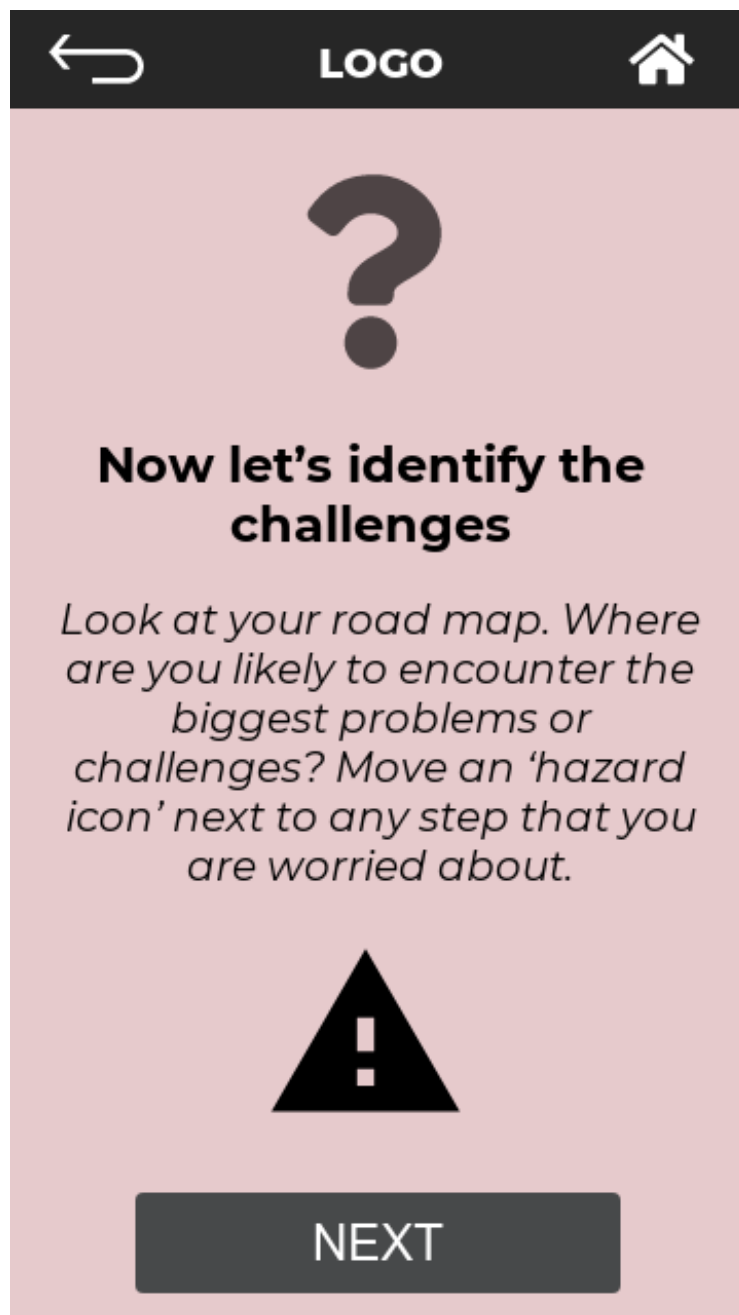 LOGO
Now let’s identify the
challenges
Look at your road map. Where
are you likely to encounter the
biggest problems or
challenges? Move an ‘hazard
icon’ next to any step that you
are worried about.
NEXT